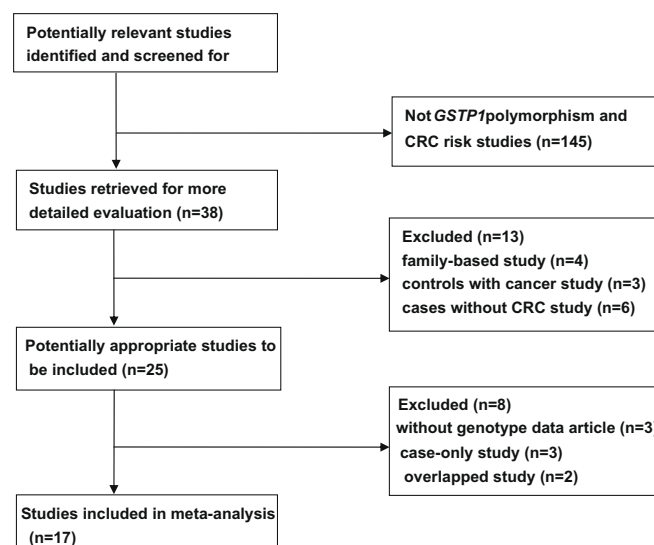 Potentially relevant studies
identified and screened for
Not GSTP1polymorphism and
CRC risk studies (n=145)
Studies retrieved for more
detailed evaluation (n=38)
Excluded (n=13)
family-based study (n=4)
controls with cancer study (n=3)
cases without CRC study (n=6)
Potentially appropriate studies to
be included (n=25)
Excluded (n=8)
without genotype data article (n=3)
case-only study (n=3)
overlapped study (n=2)
Studies included in meta-analysis
(n=17)